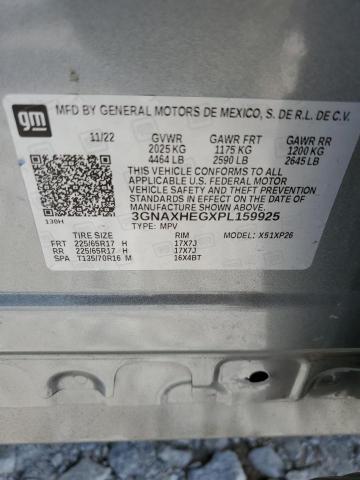 gm
MFD BY GENERAL MOTORS DE MEXICO, S. DE R.L. DE C.V.
11/22 GVWR GAWR FRT GAWR RR
2025 KG 1175 KG 1200 KG
4464 LB 2590 LB 2645 LB
THIS VEHICLE CONFORMS TO ALL
APPLICABLE U.S. FEDERAL MOTOR
VEHICLE SAFETY AND THEFT PREVENTION
STANDARDS IN EFFECT ON THE DATE OF
MANUFACTURE SHOWN ABOVE.
3GNAXHEGXPL159925
TYPE: MPV MODEL: X51XP26
130H
TIRE SIZE RIM
FRT 225/65R17 H 17X7J
RR 225/65R17 H 17X7J
SPA T135/70R16 M 16X4BT